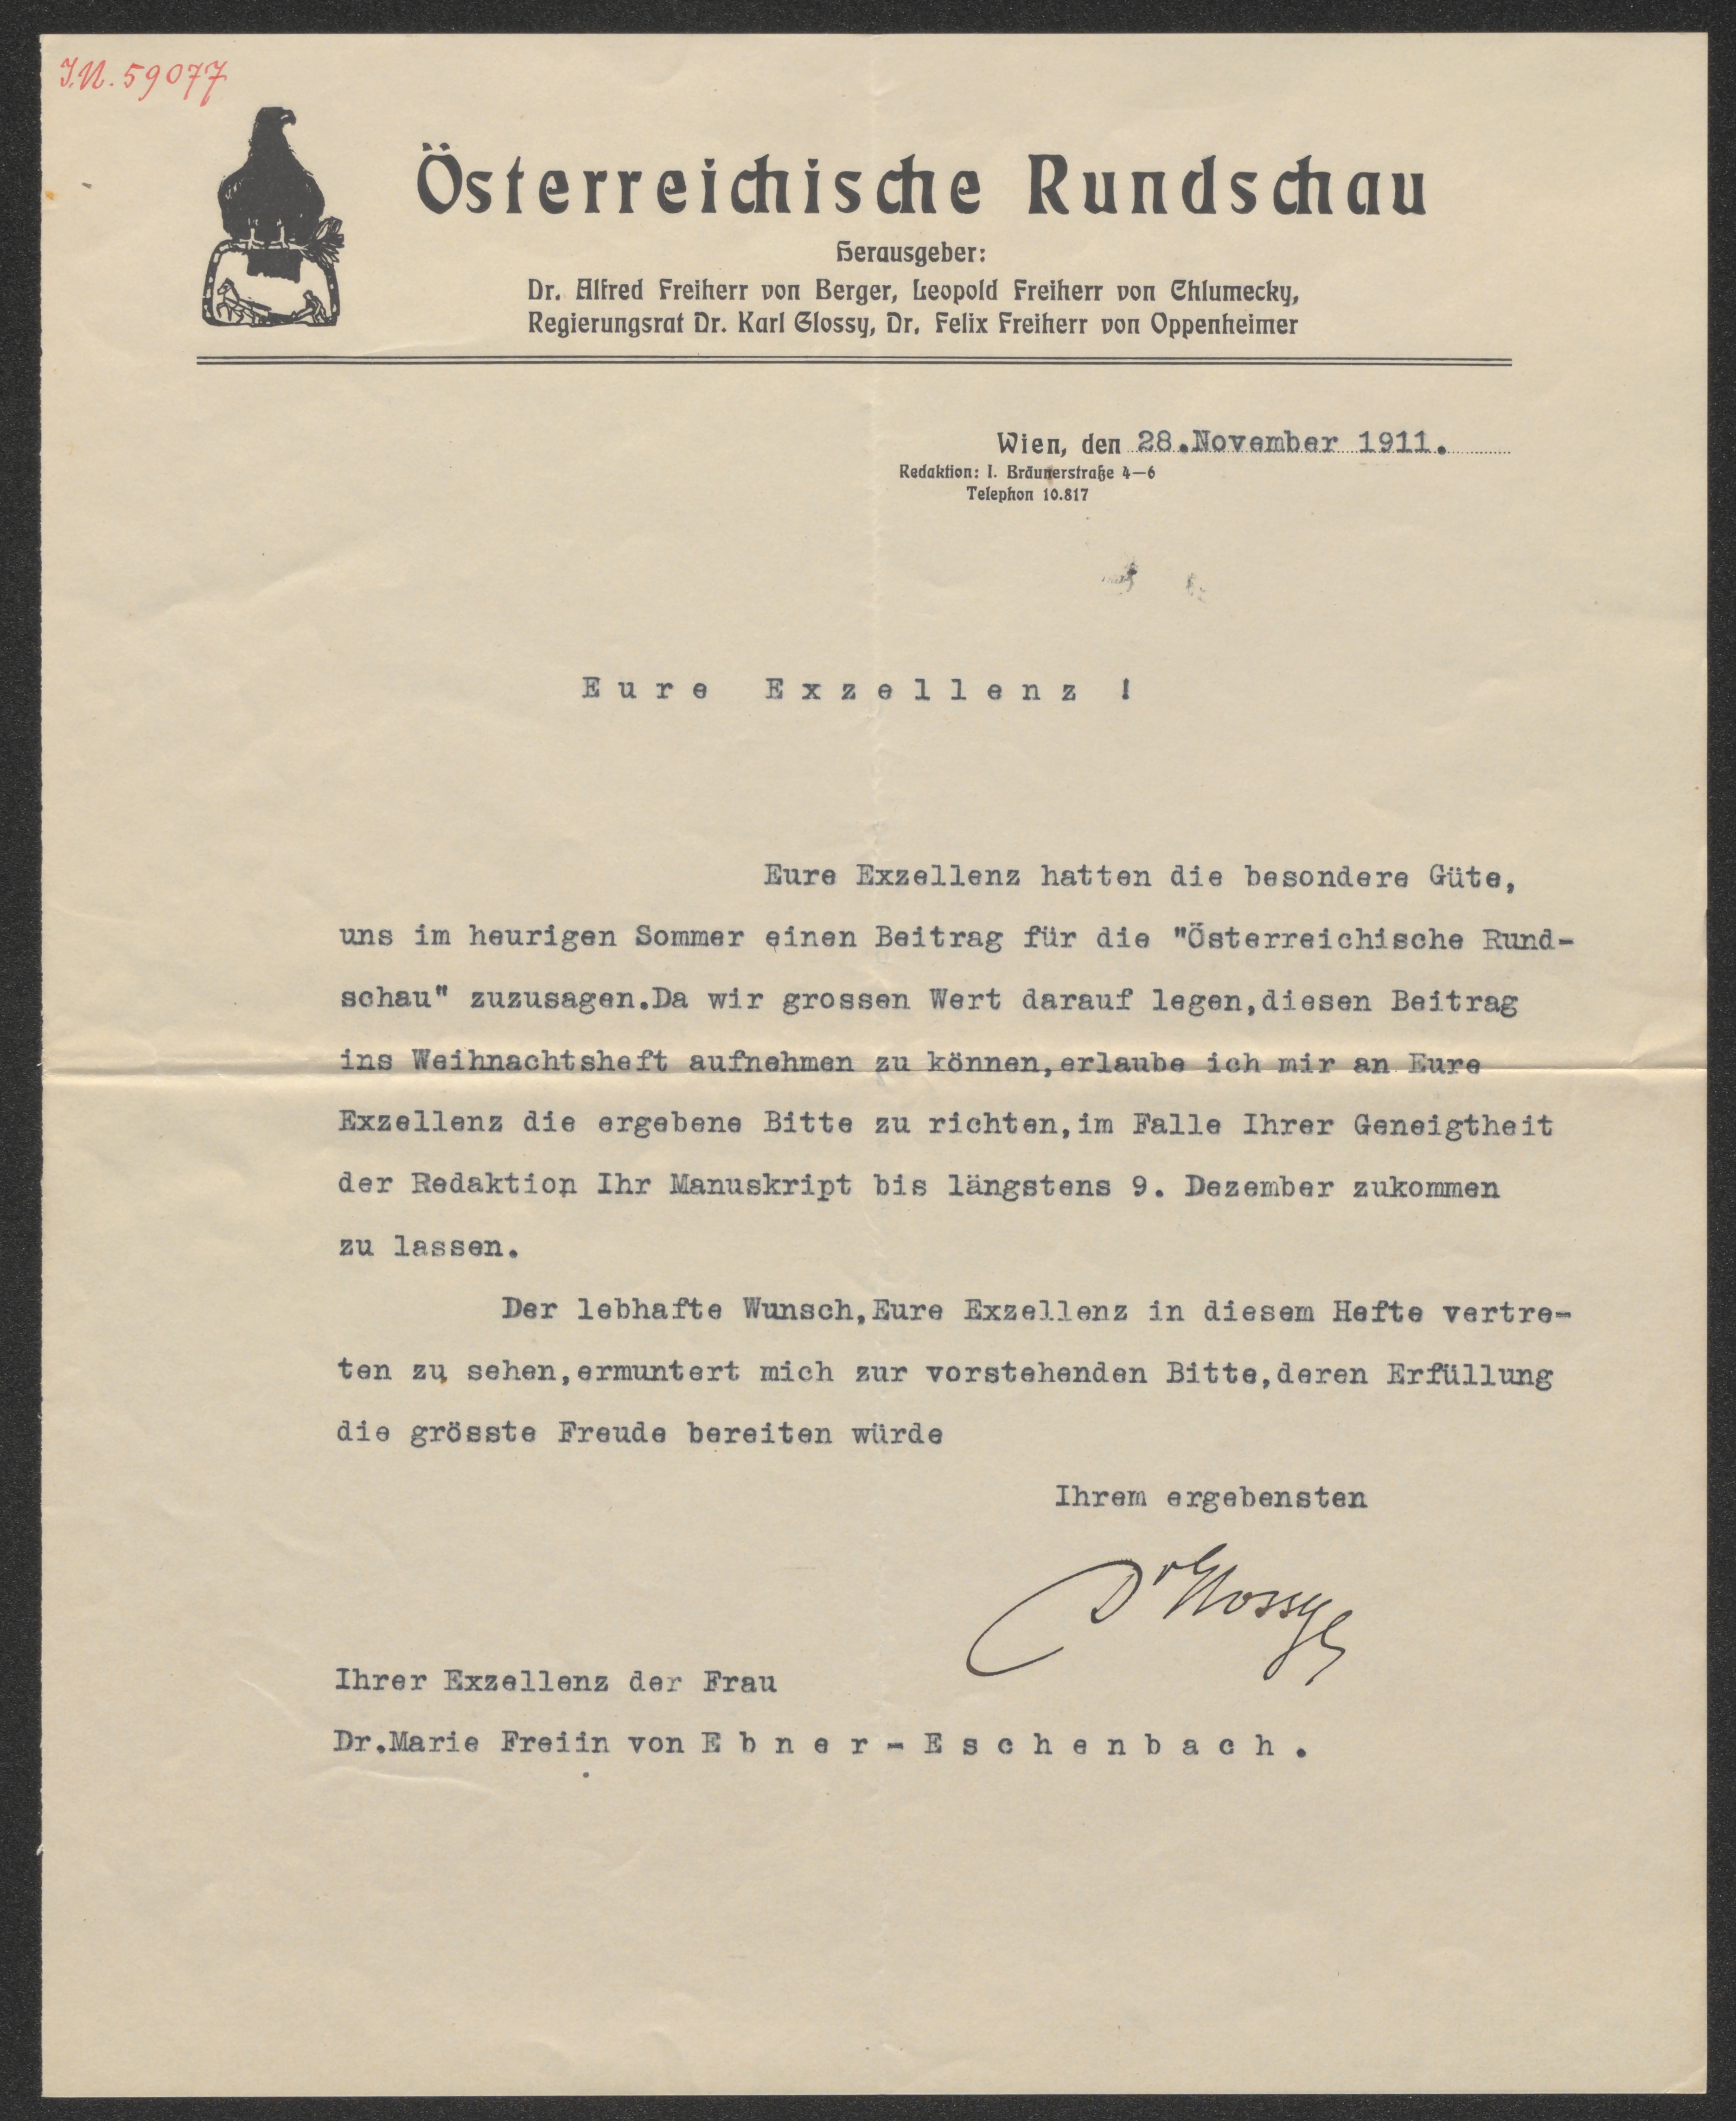 I.N. 59077
Österreichische Rundschau
Herausgeber:
Dr. Alfred Freiherr von Berger, Leopold Freiherr von Chlumecky,
Regierungsrat Dr. Karl Glossy, Dr. Felix Freiherr von Oppenheimer
Wien, den 28.November 1911.
Redaktion: I. Bräunerstraße 4—6
Telephon 10.817
Eure Exzellenz !
Eure Exzellenz hatten die besondere Güte,
uns im heurigen Sommer einen Beitrag für die "Österreichische Rund-
schau" zuzusagen.Da wir grossen Wert darauf legen,diesen Beitrag
ins Weihnachtsheft aufnehmen zu können,erlaube ich mir an Eure
Exzellenz die ergebene Bitte zu richten,im Falle Ihrer Geneigtheit
der Redaktion Ihr Manuskript bis längstens 9. Dezember zukommen
zu lassen.
Der lebhafte Wunsch,Eure Exzellenz in diesem Hefte vertre-
ten zu sehen,ermuntert mich zur vorstehenden Bitte,deren Erfüllung
die grösste Freude bereiten würde
Ihrem ergebensten
Dr Glossy
Ihrer Exzellenz der Frau
Dr.Marie Freiin von Ebner-Eschenbach.